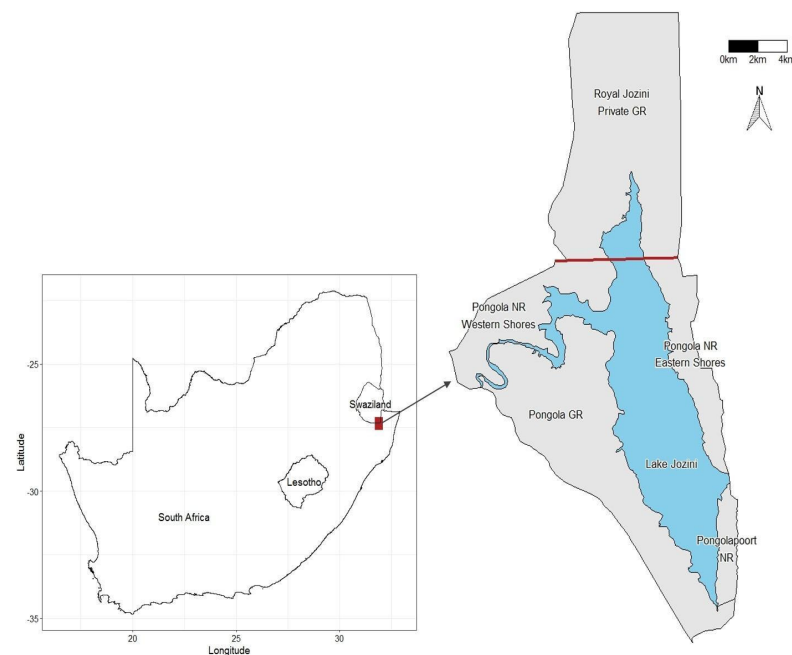 Royal Jozini
Private GR
0km 2km 4km
N
Pongola NR
Western Shores
Pongola NR
Eastern Shores
Pongola GR
Lake Jozini
Pongolapoort
NR
Swaziland
Lesotho
South Africa
-25
-30
-35
20 25 30
Latitude
Longitude